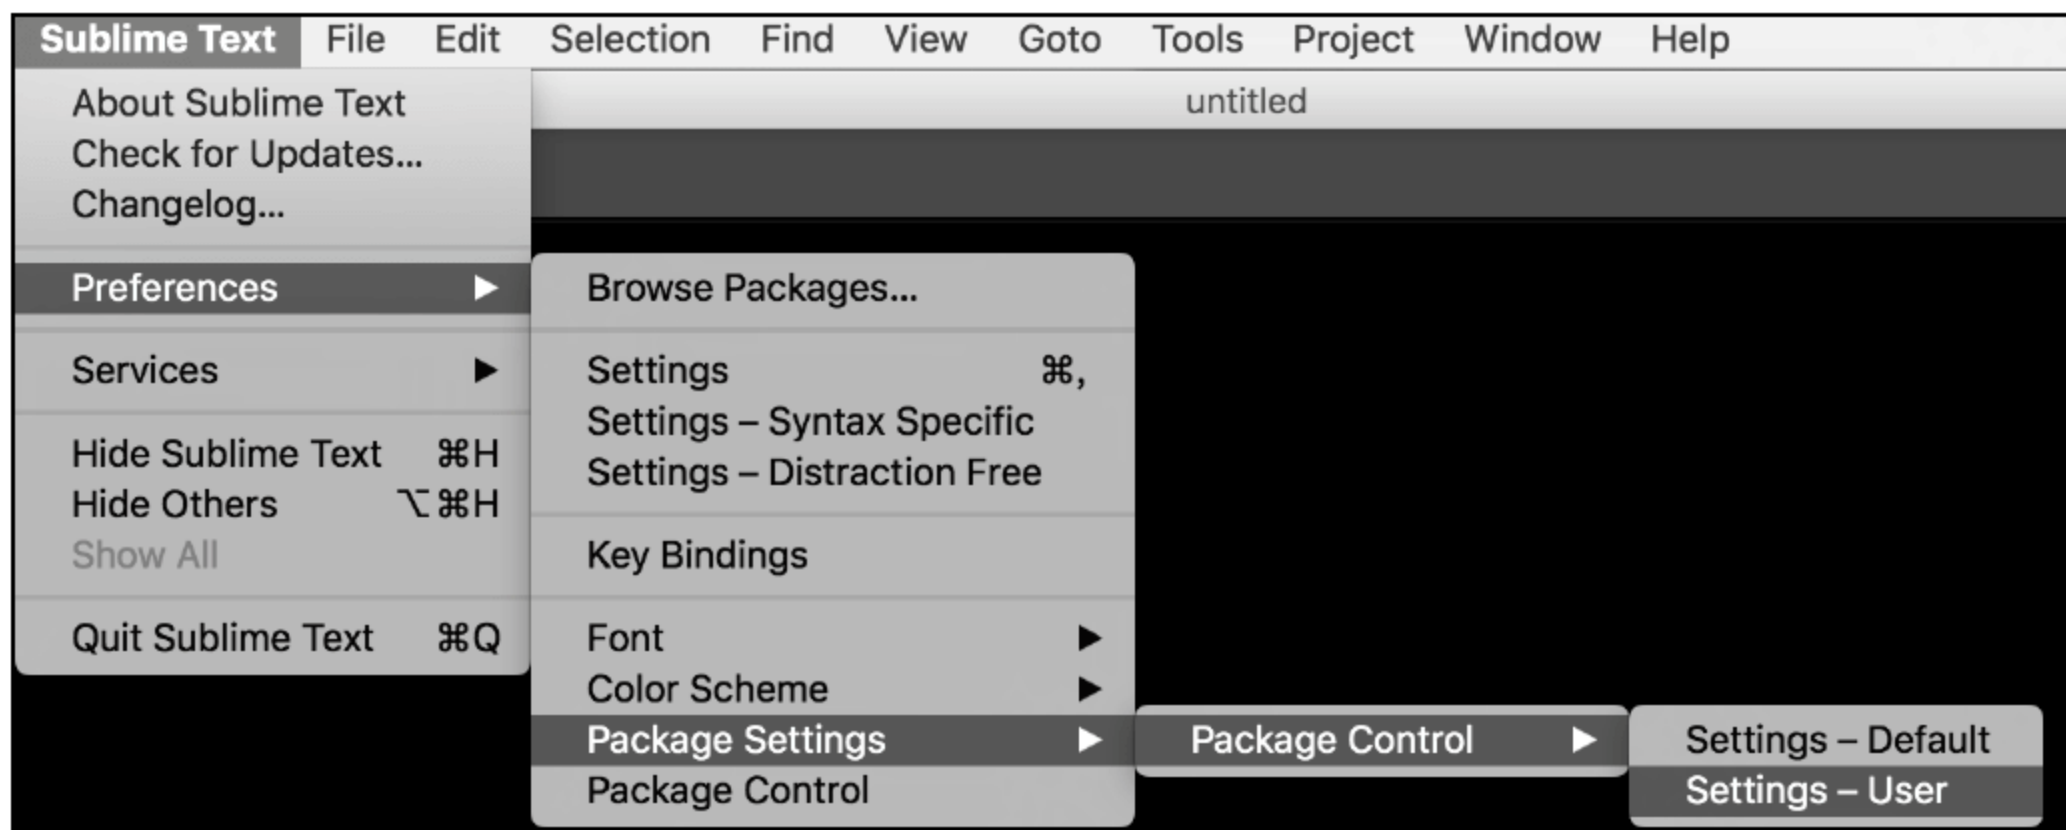 Sublime Text File Edit Selection Find View Goto Tools Project Window Help
untitled
About Sublime Text
Check for Updates...
Changelog...
Preferences ▶
Services ▶
Hide Sublime Text ⌘H
Hide Others ⌥⌘H
Show All
Quit Sublime Text ⌘Q
Browse Packages...
Settings ⌘,
Settings – Syntax Specific
Settings – Distraction Free
Key Bindings
Font ▶
Color Scheme ▶
Package Settings ▶
Package Control
Package Control ▶
Settings – Default
Settings – User